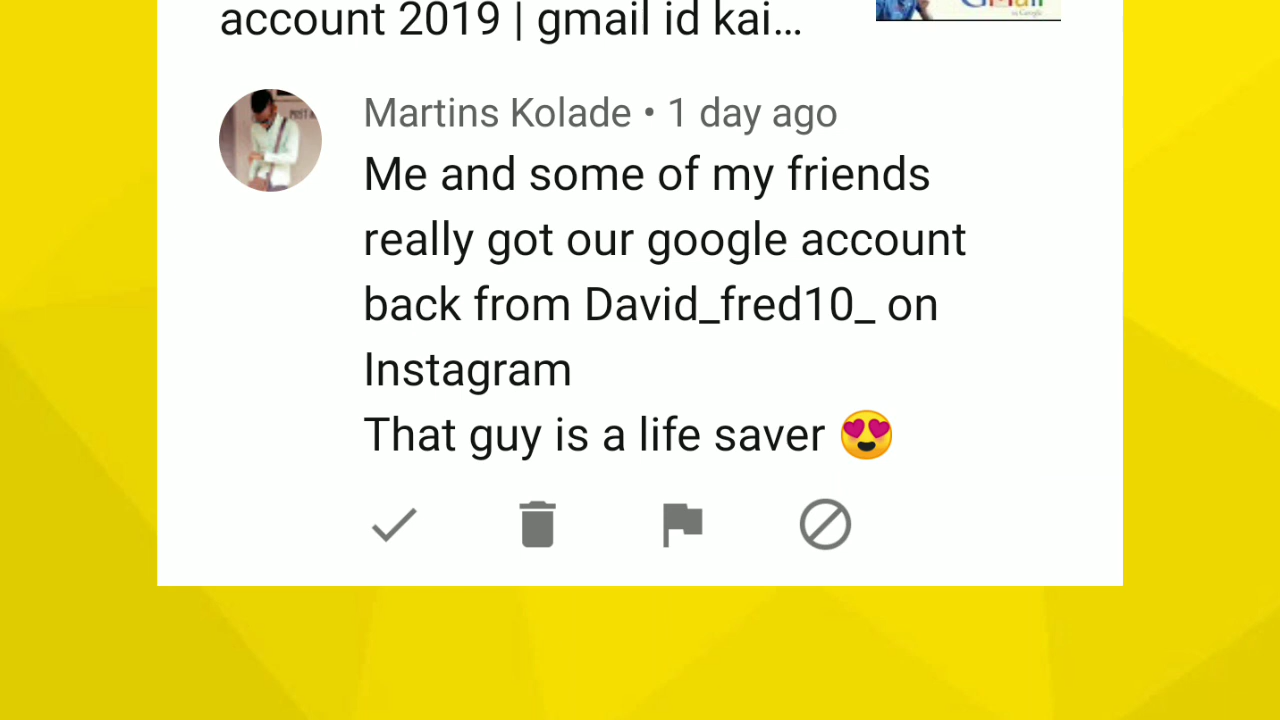 account 2019 | gmail id kai...
Martins Kolade • 1 day ago
Me and some of my friends
really got our google account
back from David_fred10_ on
Instagram
That guy is a life saver 😍